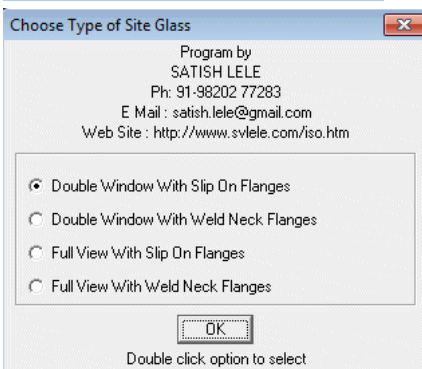 Choose Type of Site Glass
Program by
SATISH LELE
Ph: 91-98202 77283
E Mail : satish.lele@gmail.com
Web Site : http://www.svlele.com/iso.htm
Double Window With Slip On Flanges
Double Window With Weld Neck Flanges
Full View With Slip On Flanges
Full View With Weld Neck Flanges
OK
Double click option to select